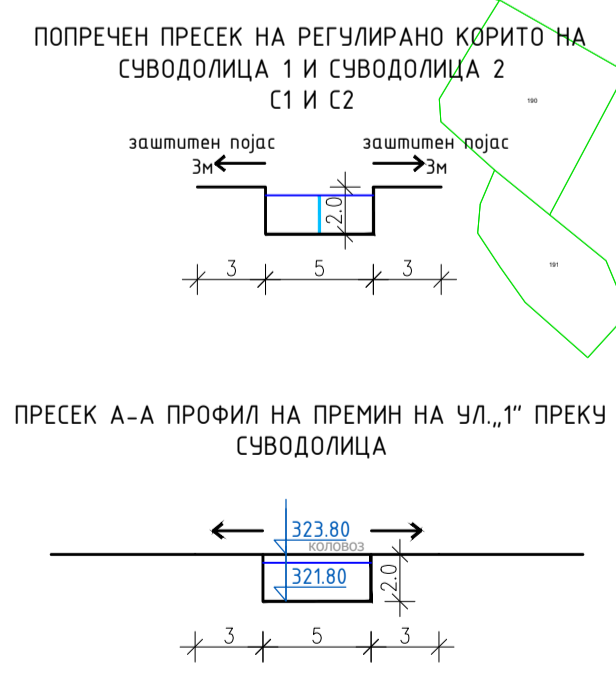 ПОПРЕЧЕН ПРЕСЕК НА РЕГУЛИРАНО КОРИТО НА
СУВОДОЛИЦА 1 И СУВОДОЛИЦА 2
С1 И С2
190
заштитен појас заштитен појас
3м 3м
2.0
3 5 3
191
ПРЕСЕК А-А ПРОФИЛ НА ПРЕМИН НА УЛ.„1” ПРЕКУ
СУВОДОЛИЦА
323.80
КОЛОВОЗ
321.80
2.0
3 5 3